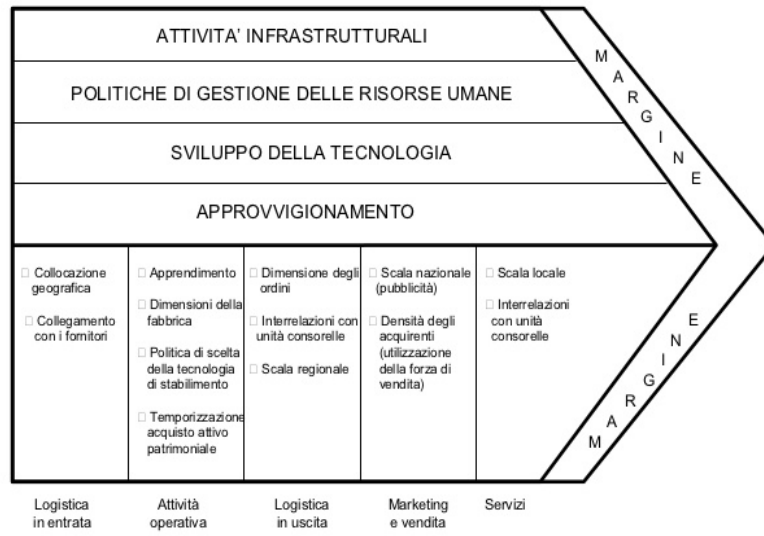 ATTIVITA' INFRASTRUTTURALI
POLITICHE DI GESTIONE DELLE RISORSE UMANE
SVILUPPO DELLA TECNOLOGIA
APPROVVIGIONAMENTO
MARGINE
Collocazione
geografica
Collegamento
con i fornitori
Apprendimento
Dimensioni della
fabbrica
Politica di scelta
della tecnologia
di stabilimento
Temporizzazione
acquisto attivo
patrimoniale
Dimensione degli
ordini
Interrelazioni con
unità consorelle
Scala regionale
Scala nazionale
(pubblicità)
Densità degli
acquirenti
(utilizzazione
della forza di
vendita)
Scala locale
Interrelazioni
con unità
consorelle
MARGINE
Logistica
in entrata
Attività
operativa
Logistica
in uscita
Marketing
e vendita
Servizi